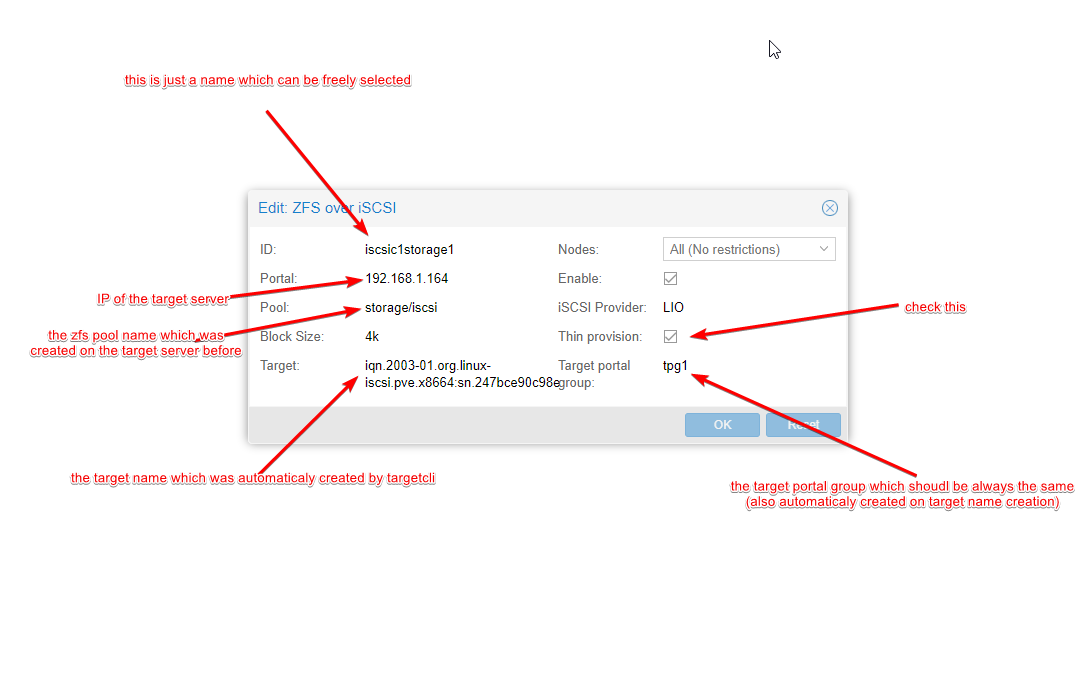 this is just a name which can be freely selected
Edit: ZFS over iSCSI
ID: iscsic1storage1 Nodes: All (No restrictions)
Portal: 192.168.1.164 Enable:
IP of the target server
Pool: storage/iscsi iSCSI Provider: LIO
check this
the zfs pool name which was
created on the target server before
Block Size: 4k Thin provision:
Target: iqn.2003-01.org.linux-
iscsi.pve.x8664:sn.247bce90c98e
Target portal
group: tpg1
OK Reset
the target name which was automaticaly created by targetcli
the target portal group which shoudl be always the same
(also automaticaly created on target name creation)